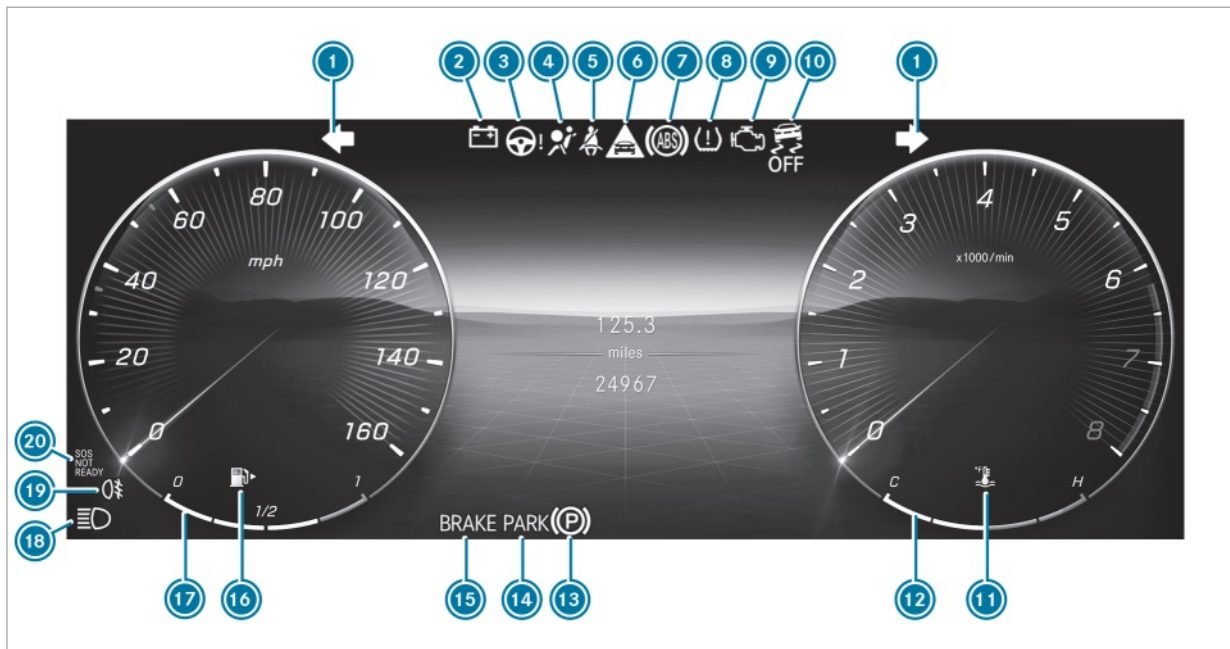 1 2 3 4 5 6 7 8 9 10 1
ABS
OFF
0 20 40 60 80 100 120 140 160
mph
125.3
miles
24967
0 1 2 3 4 5 6 7 8
x1000/min
SOS
NOT
READY
0 1/2 1
C H
°F
BRAKE PARK P
20
19
18 17 16 15 14 13 12 11